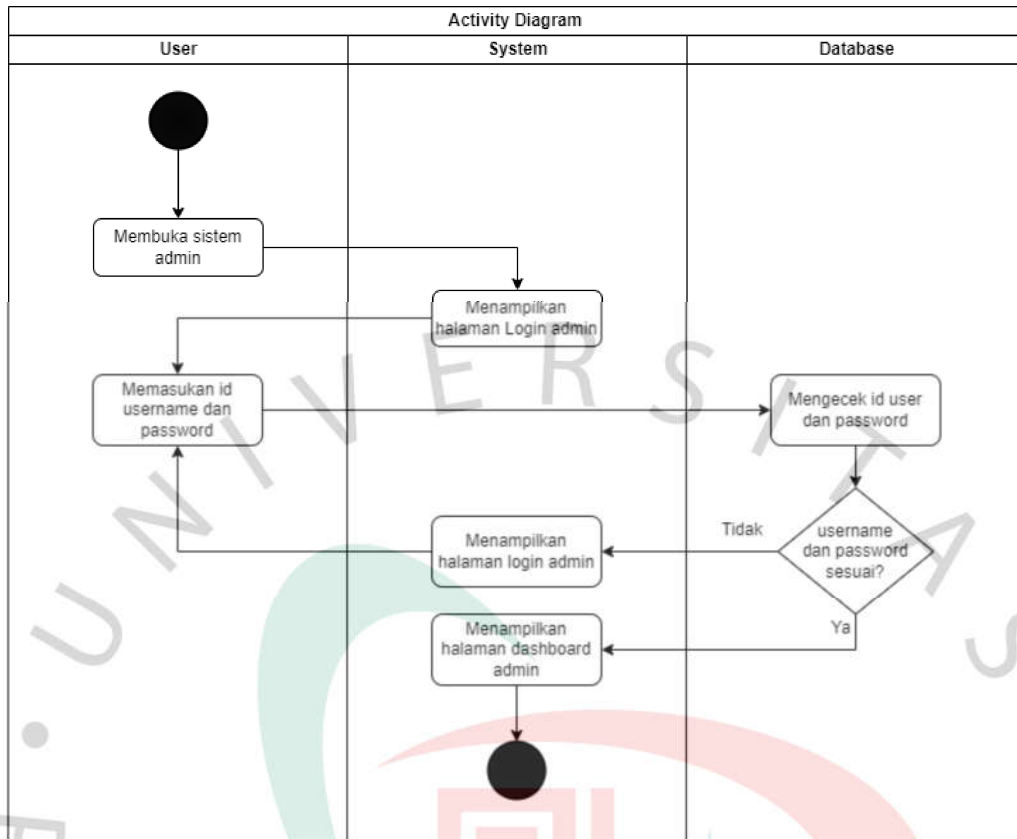 Activity Diagram
User
System
Database
Membuka sistem
admin
Menampilkan
halaman Login admin
Memasukan id
username dan
password
Mengecek id user
dan password
username
dan password
sesuai?
Tidak
Menampilkan
halaman login admin
Ya
Menampilkan
halaman dashboard
admin
UNIVERSITAS